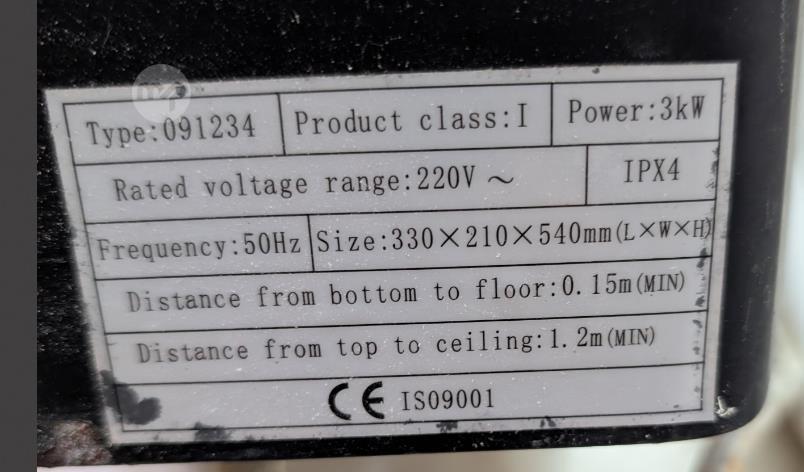 Type:091234 Product class:I Power:3kW
Rated voltage range:220V ~ IPX4
Frequency:50Hz Size:330×210×540mm(L×W×H)
Distance from bottom to floor:0.15m(MIN)
Distance from top to ceiling:1.2m(MIN)
CE ISO9001